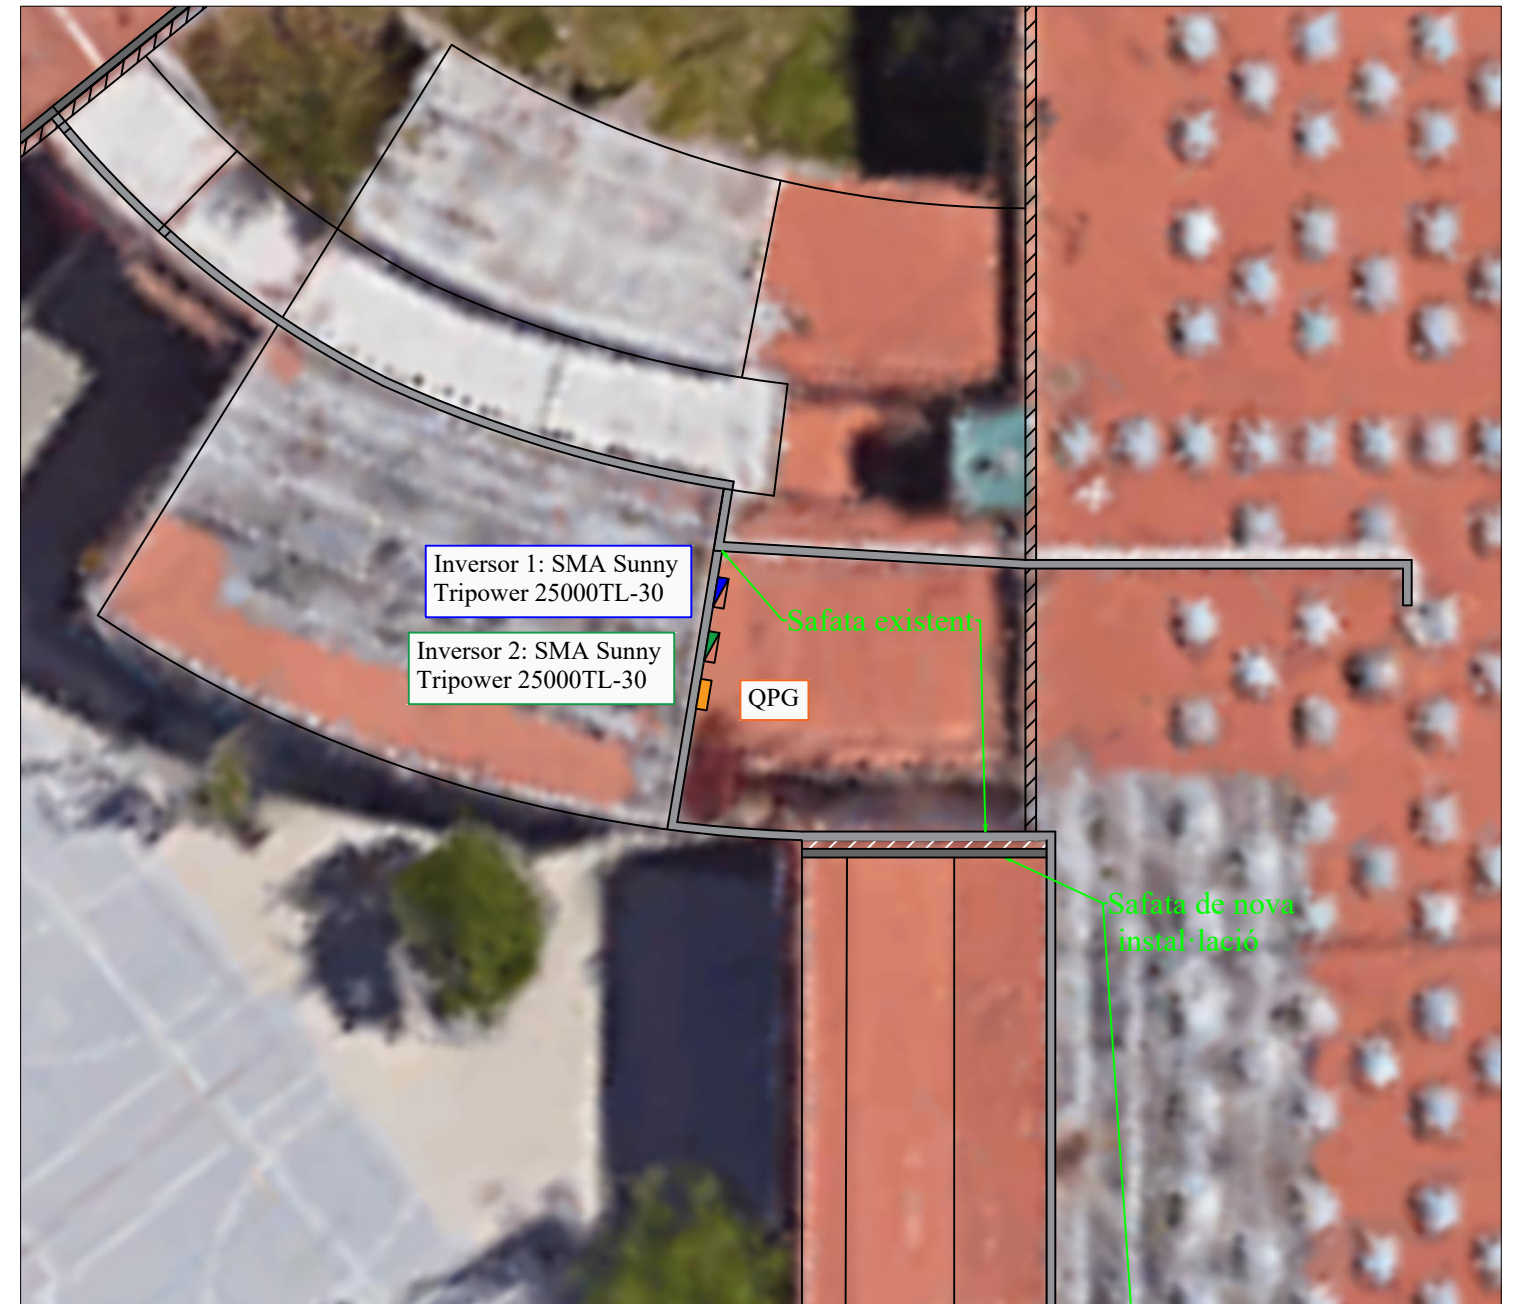 Inversor 1: SMA Sunny
Tripower 25000TL-30
Safata existent
Inversor 2: SMA Sunny
Tripower 25000TL-30
QPG
Safata de nova
instal·lació